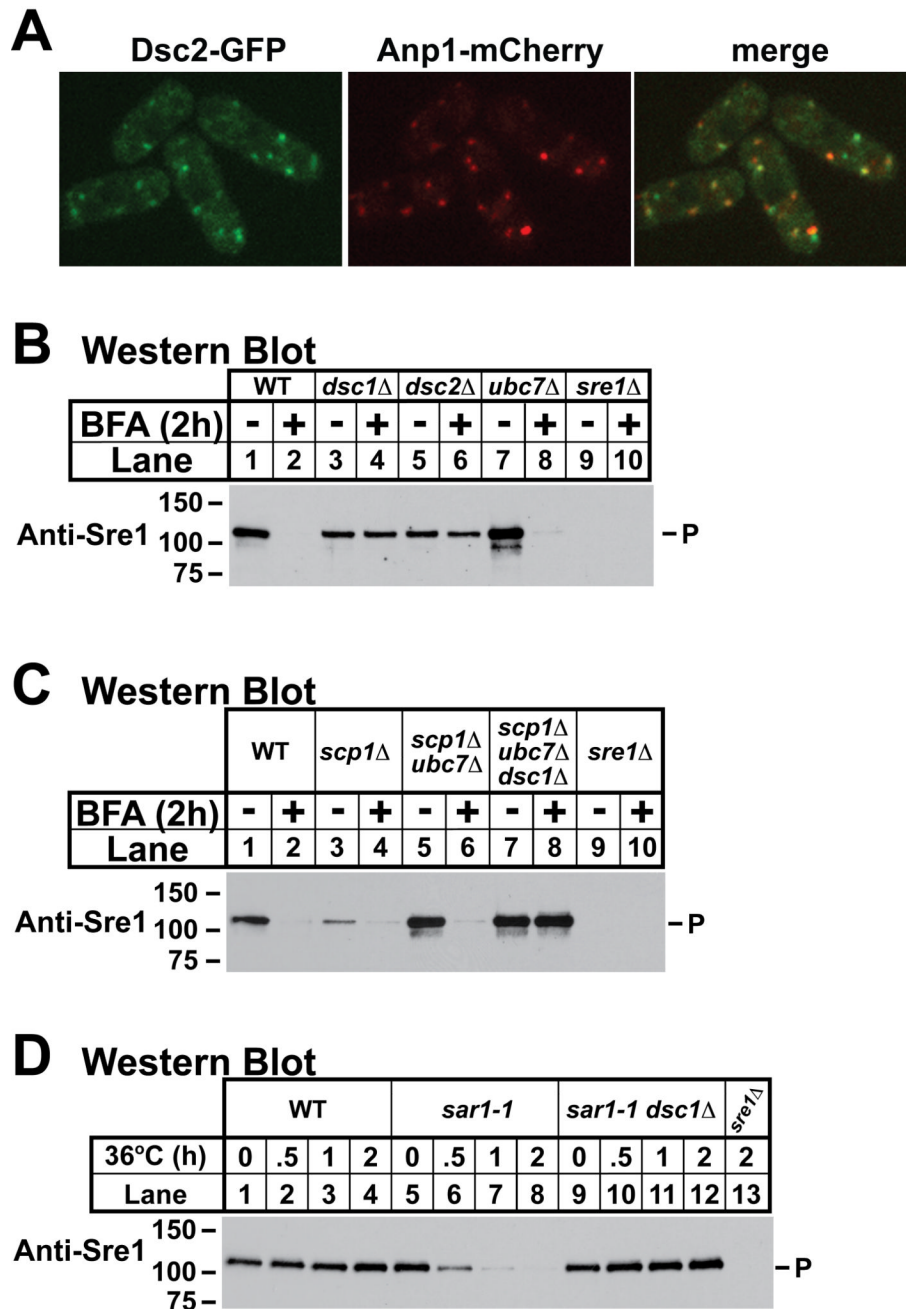 A
Dsc2-GFP Anp1-mCherry merge
B Western Blot
WT dsc1Δ dsc2Δ ubc7Δ sre1Δ
BFA (2h) - + - + - + - + - +
Lane 1 2 3 4 5 6 7 8 9 10
150 –
Anti-Sre1 100 – – P
75 –
C Western Blot
WT scp1Δ scp1Δ ubc7Δ scp1Δ ubc7Δ dsc1Δ sre1Δ
BFA (2h) - + - + - + - + - +
Lane 1 2 3 4 5 6 7 8 9 10
150 –
Anti-Sre1 100 – – P
75 –
D Western Blot
WT sar1-1 sar1-1 dsc1Δ sre1Δ
36ºC (h) 0 .5 1 2 0 .5 1 2 0 .5 1 2 2
Lane 1 2 3 4 5 6 7 8 9 10 11 12 13
150 –
Anti-Sre1 100 – – P
75 –